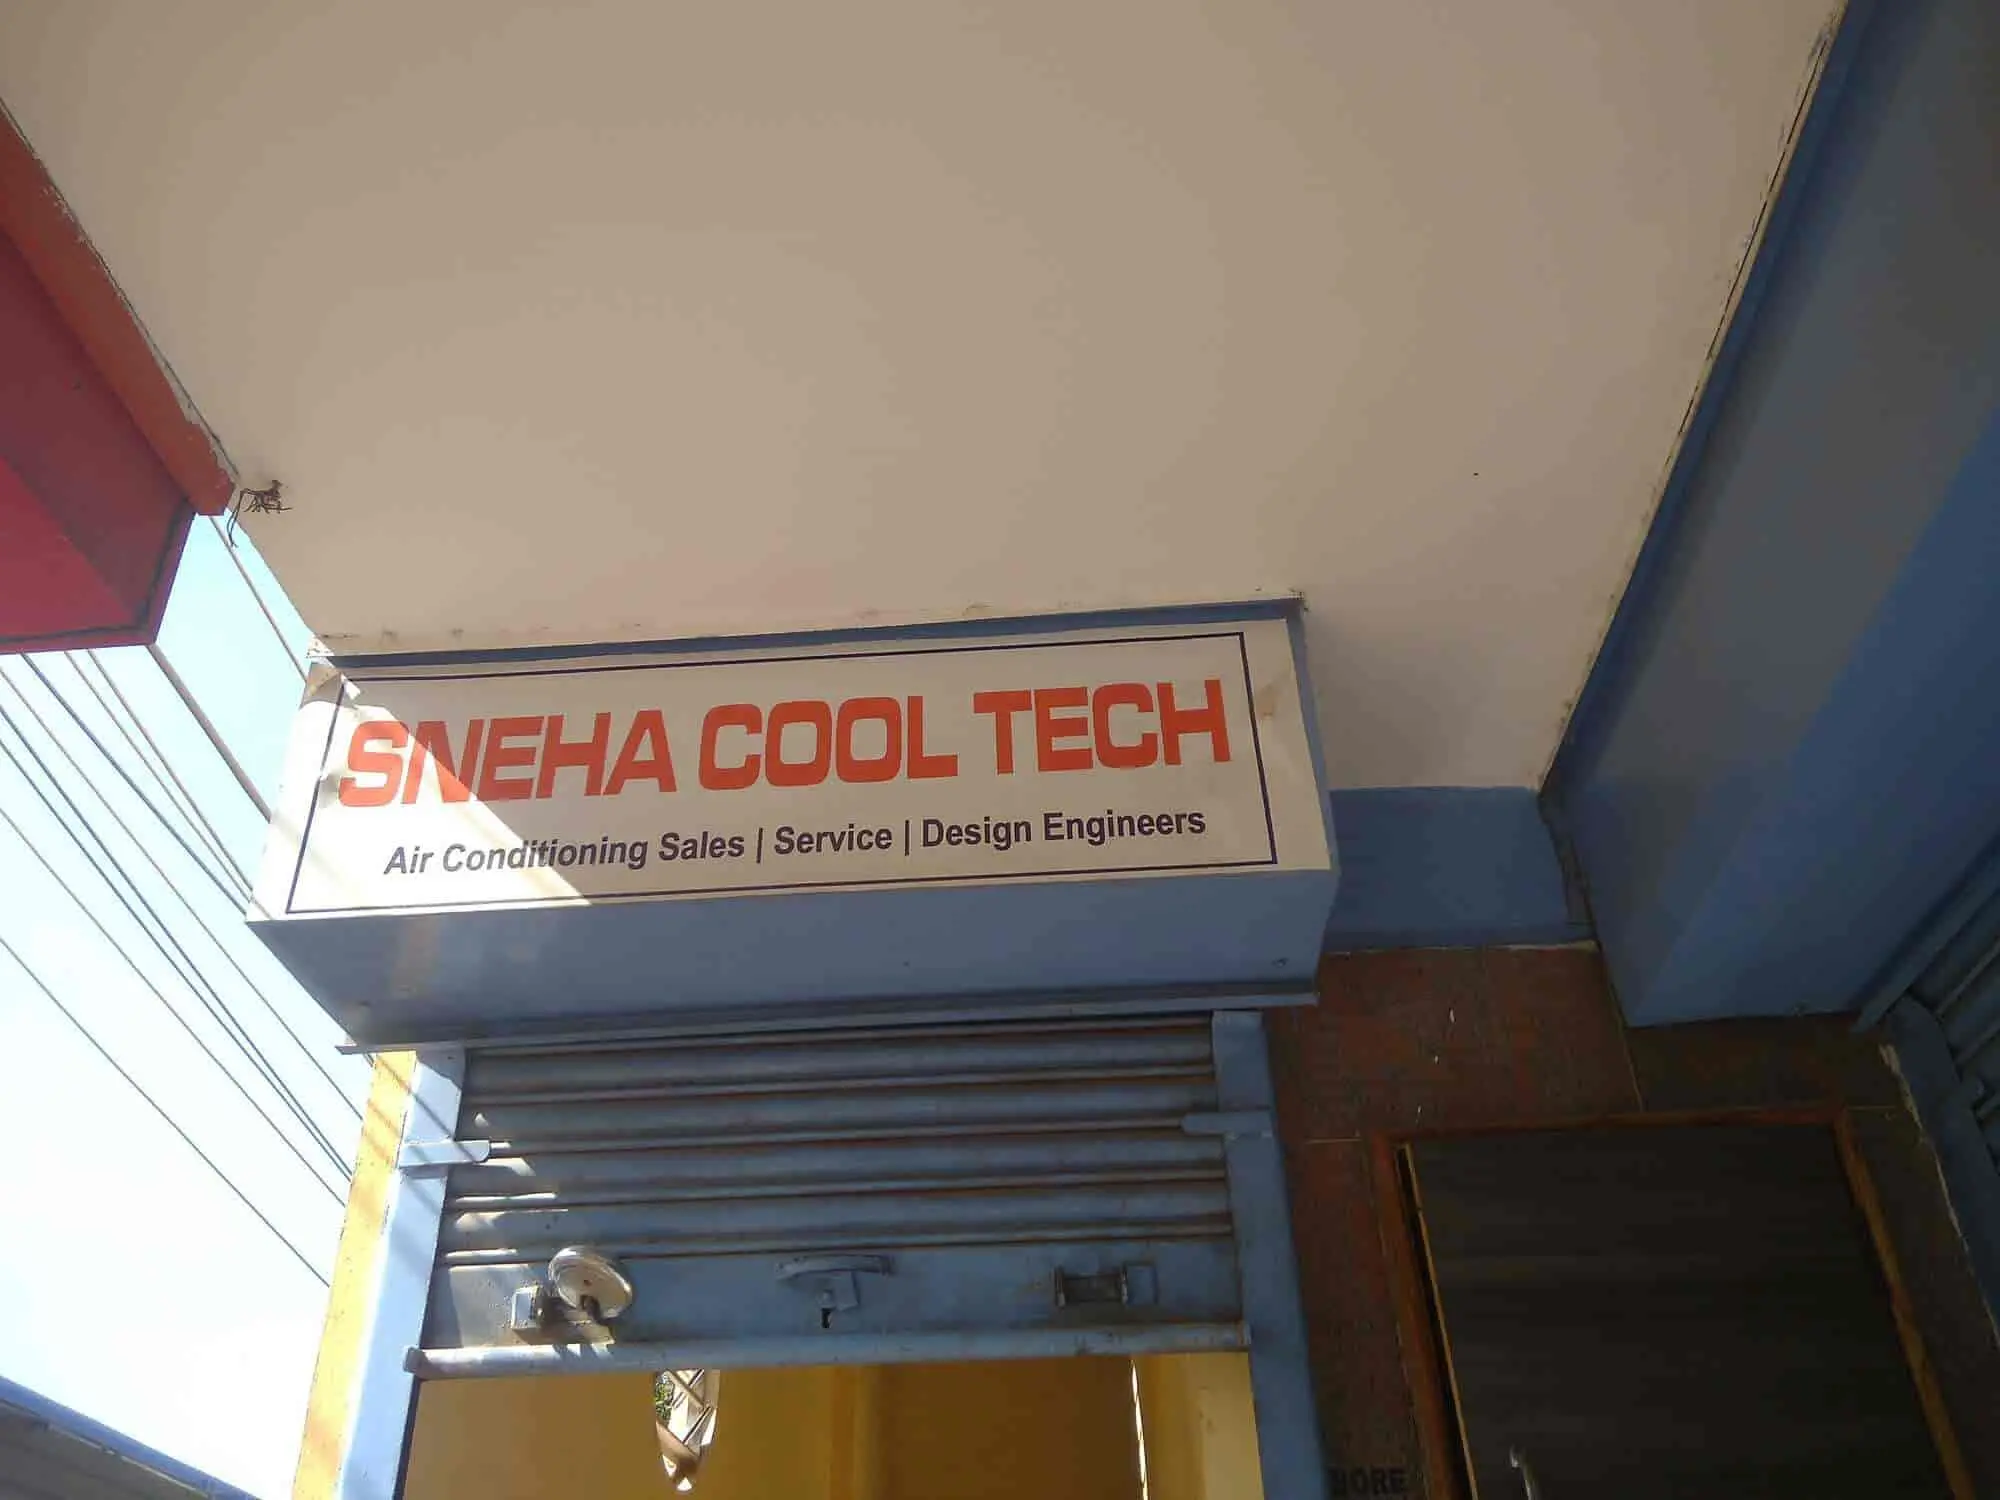 SNEHA COOL TECH
Air Conditioning Sales | Service | Design Engineers